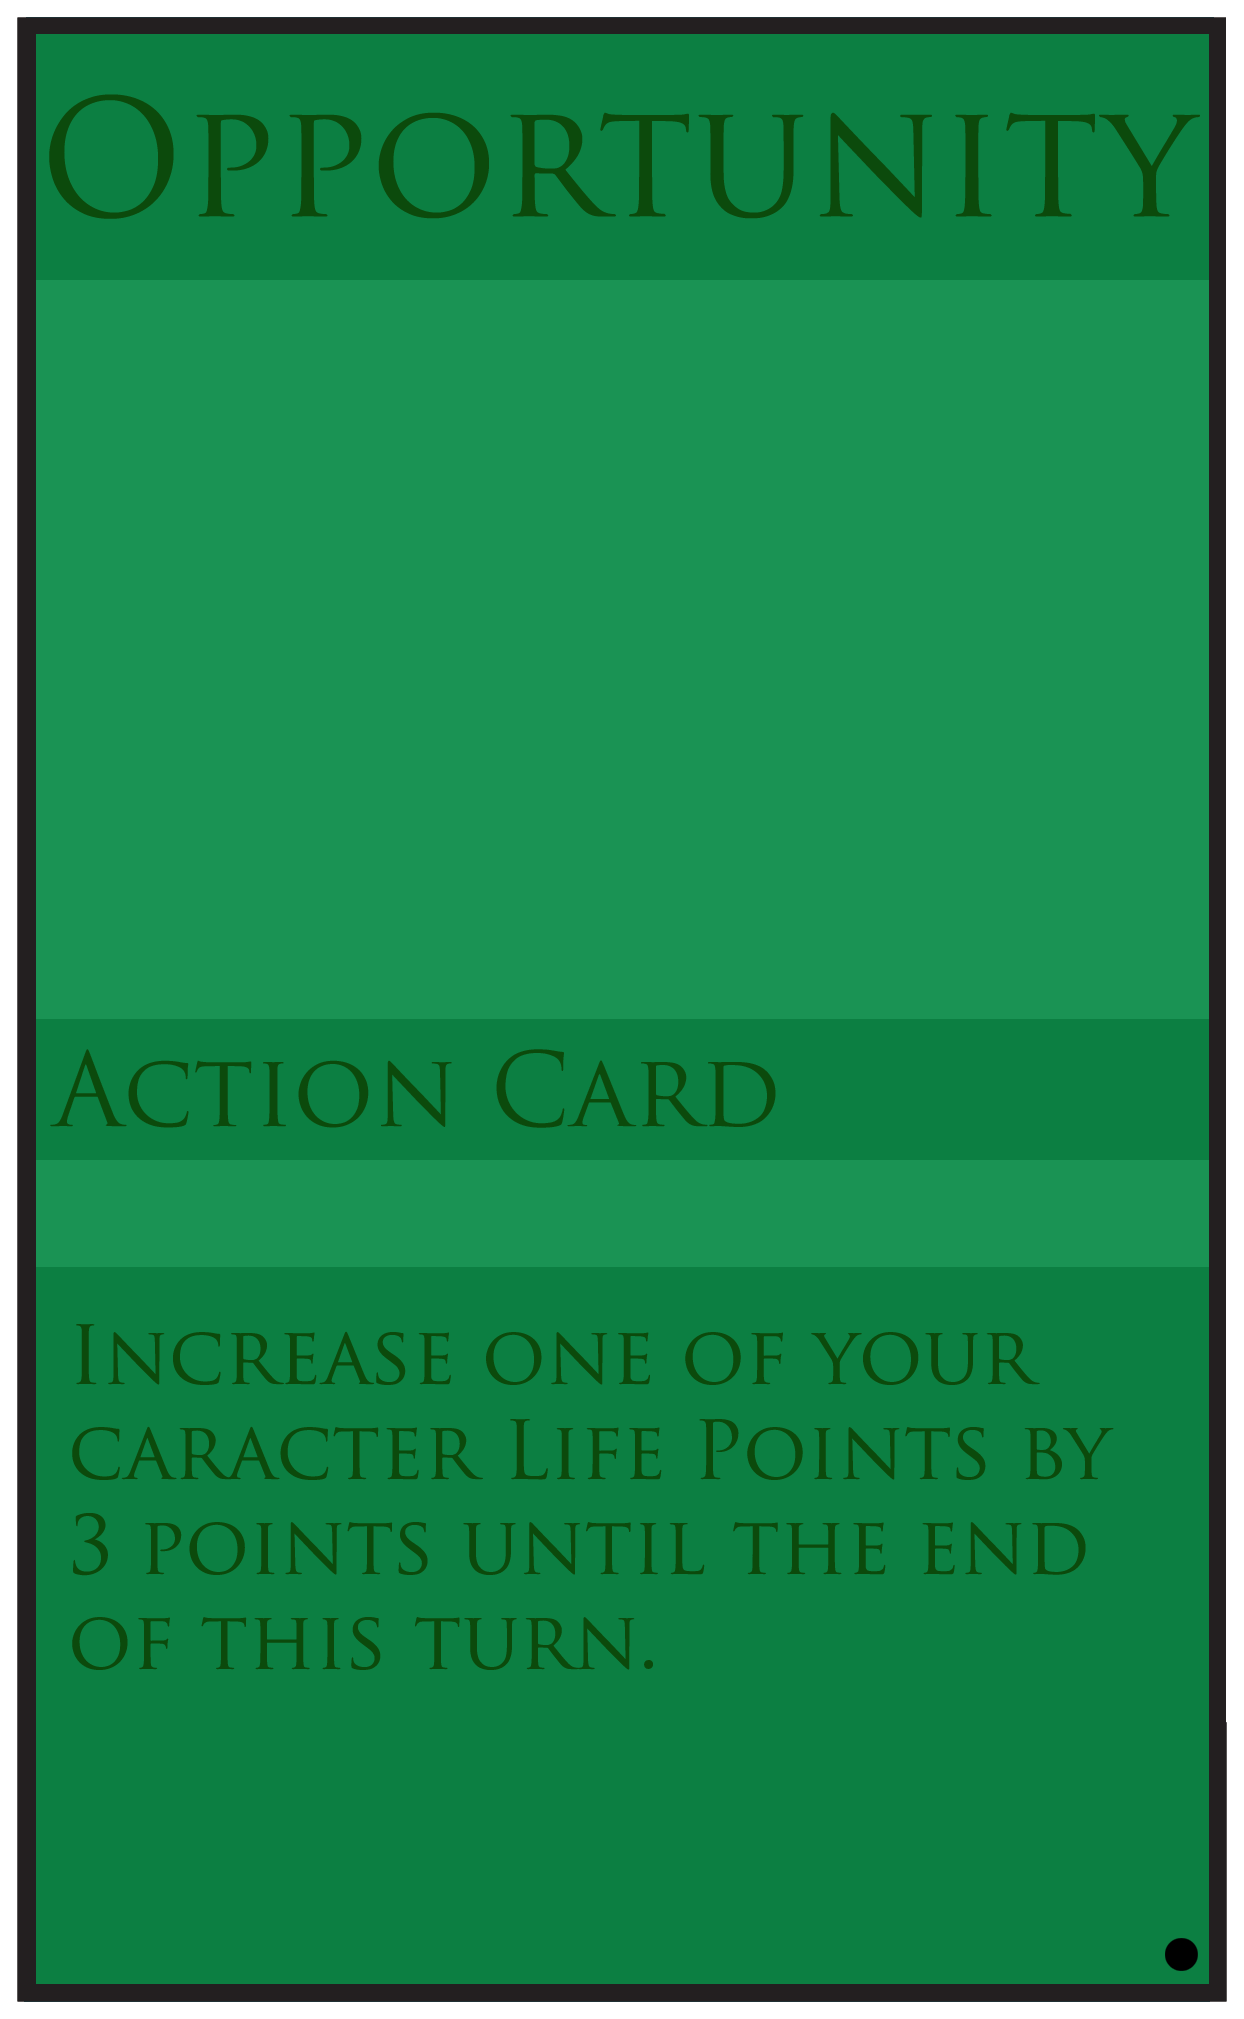 Opportunity
Action Card
Increase one of your
caracter Life Points by
3 points until the end
of this turn.